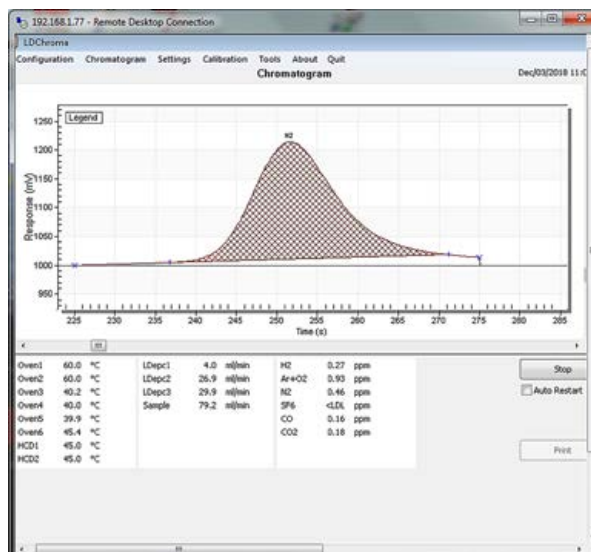 192.168.1.77 - Remote Desktop Connection
LDChroma
Configuration Chromatogram Settings Calibration Tools About Quit
Chromatogram Dec/03/2018 11:0
Legend
H2
1250
1200
1150
1100
1050
1000
950
Response (mV)
225 230 235 240 245 250 255 260 265 270 275 280 285
Time (s)
Oven1 60.0 °C LDepc1 4.0 ml/min H2 0.27 ppm
Oven2 60.0 °C LDepc2 26.9 ml/min Ar+O2 0.93 ppm
Oven3 40.2 °C LDepc3 29.9 ml/min N2 0.46 ppm
Oven4 40.0 °C Sample 79.2 ml/min SF6 <LDL ppm
Oven5 39.9 °C CO 0.16 ppm
Oven6 45.4 °C CO2 0.18 ppm
HCD1 45.0 °C
HCD2 45.0 °C
Stop
Auto Restart
Print